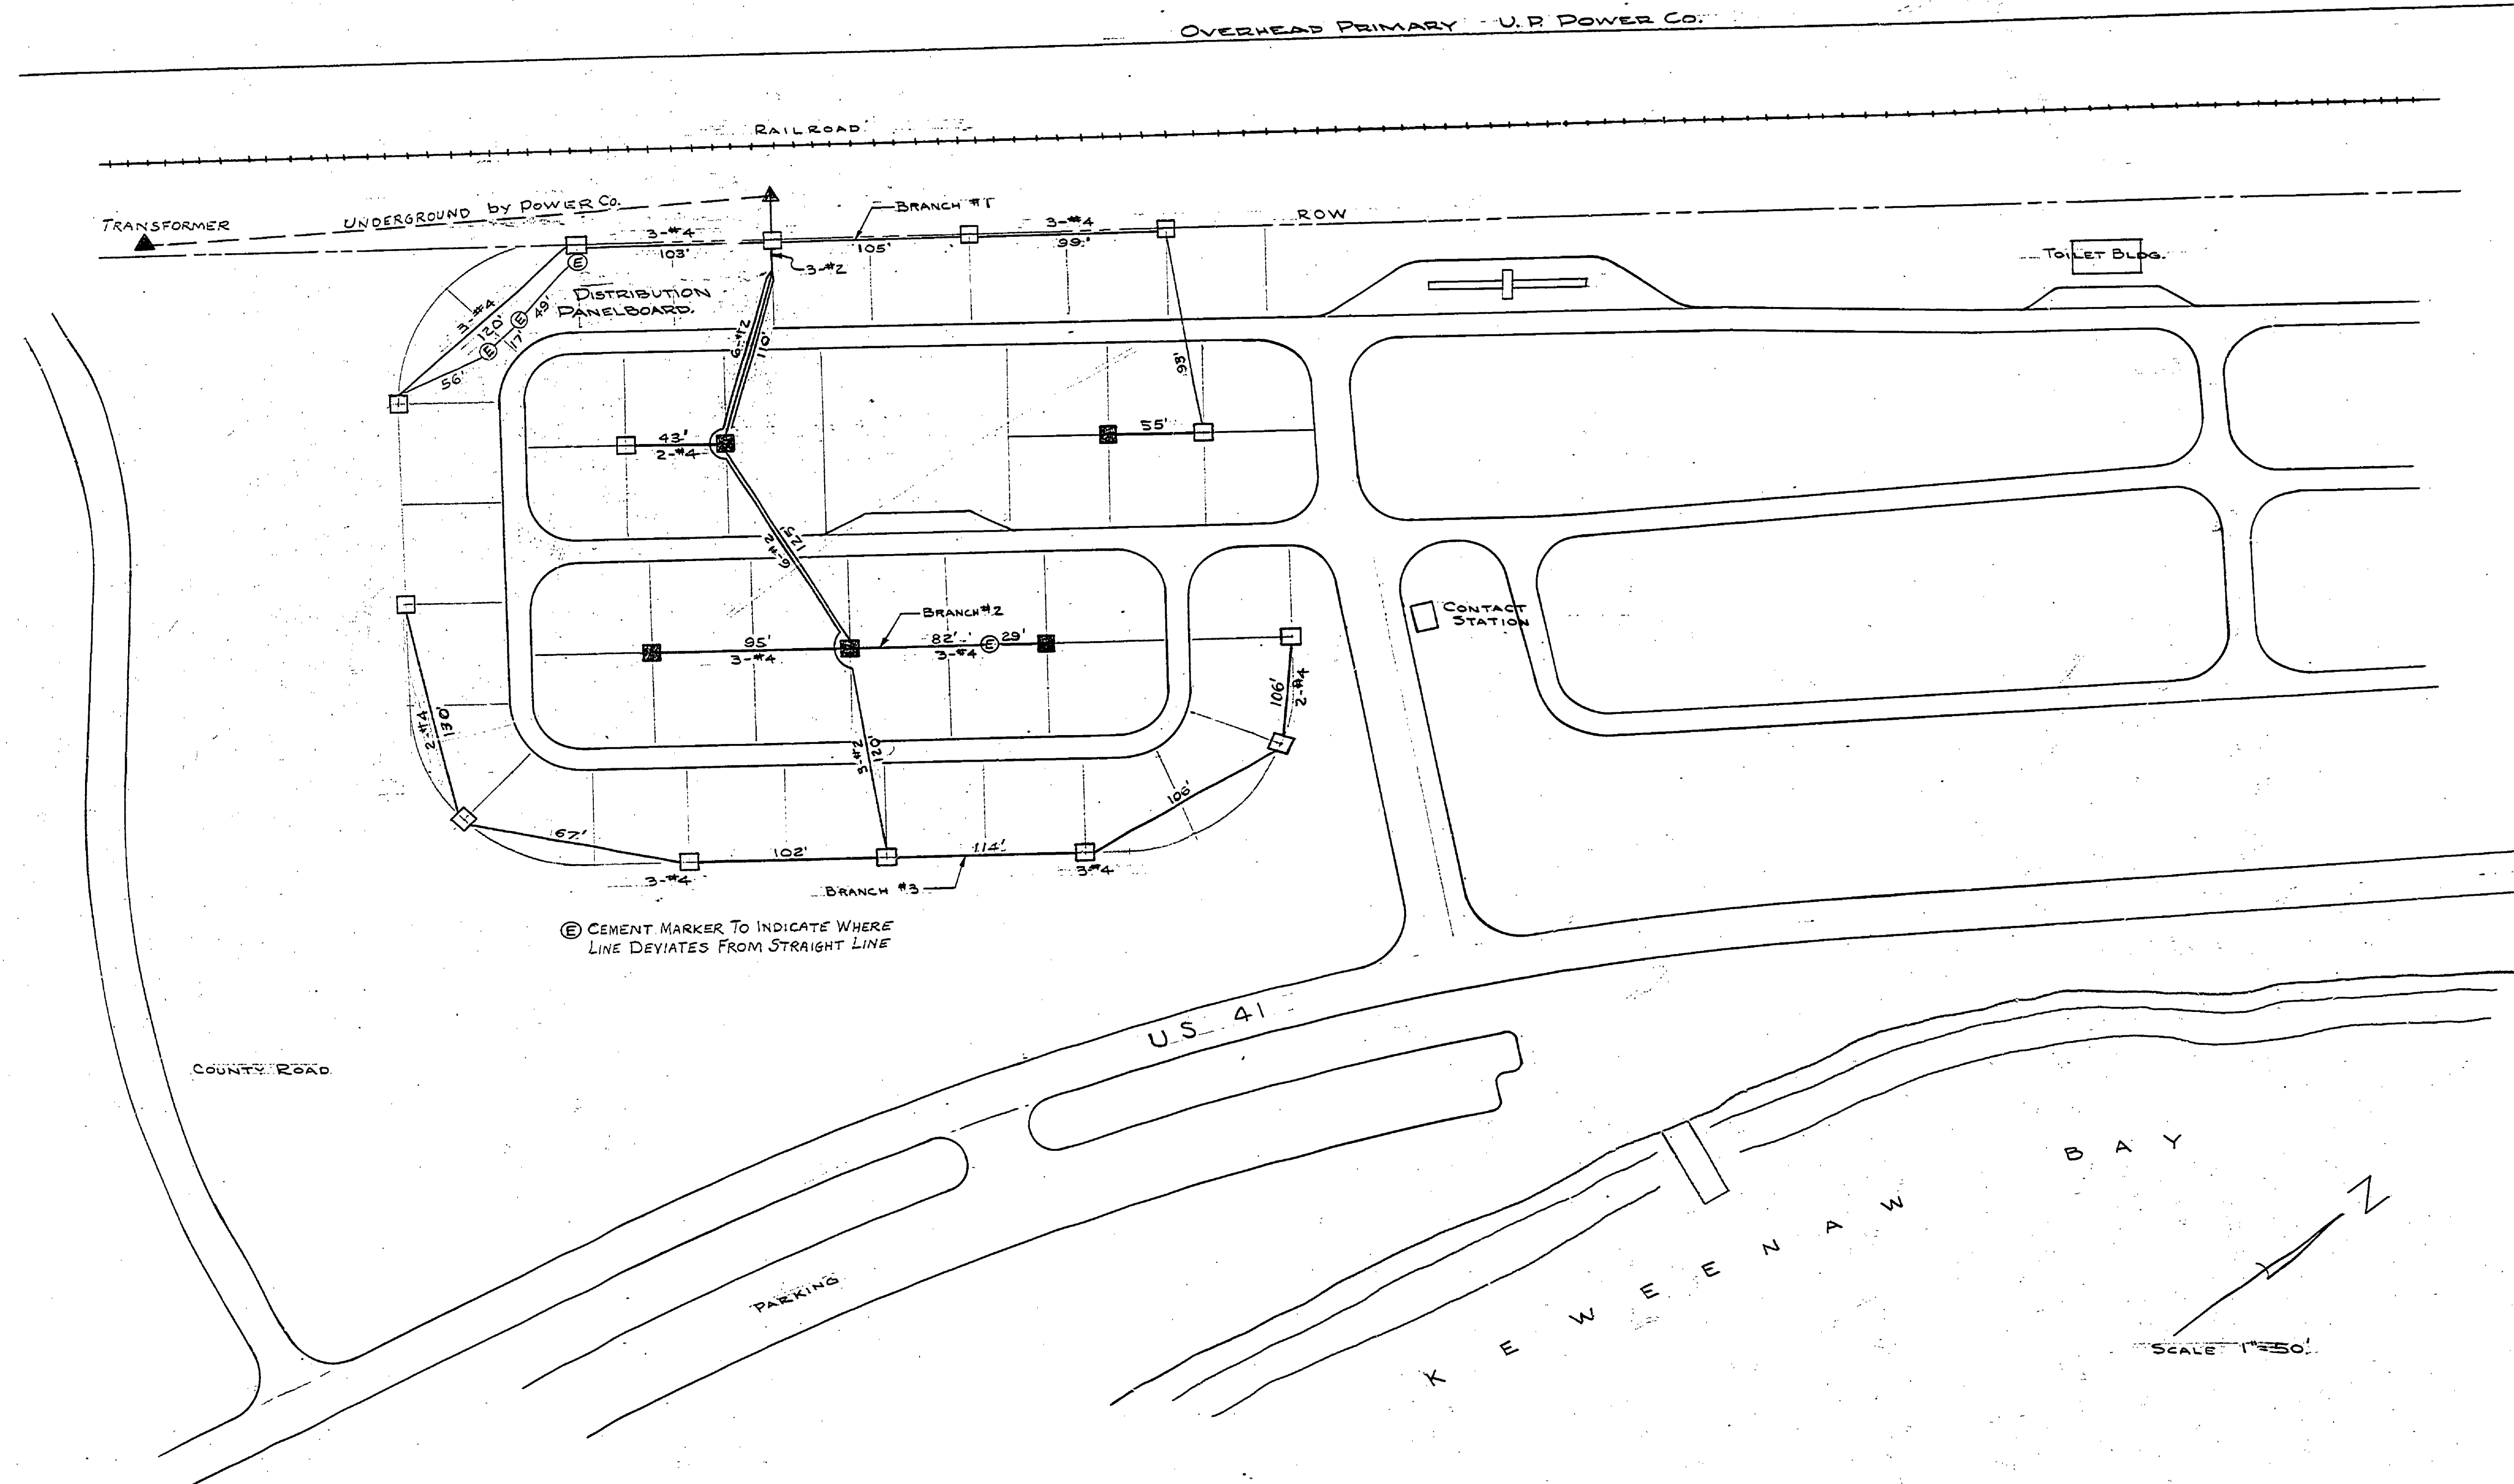 OVERHEAD PRIMARY - U.P. POWER CO.
RAILROAD
TRANSFORMER
UNDERGROUND by POWER CO.
BRANCH #1
ROW
3-#4
103'
105'
3-#4
99'
3-#2
TOILET BLDG.
E
DISTRIBUTION
PANELBOARD.
3-#4
120'
49'
E
17'
E
56'
6-#2
110'
93'
43'
2-#4
55'
125'
6-#2
BRANCH #2
95'
3-#4
82'
3-#4
E
29'
CONTACT
STATION
106'
2-#4
2-#4
130'
3-#2
120'
106'
67'
102'
114'
3-#4
3-#4
BRANCH #3
E CEMENT MARKER TO INDICATE WHERE
LINE DEVIATES FROM STRAIGHT LINE
US 41
COUNTY ROAD
PARKING
KEWEENAW BAY
N
SCALE 1"=50'